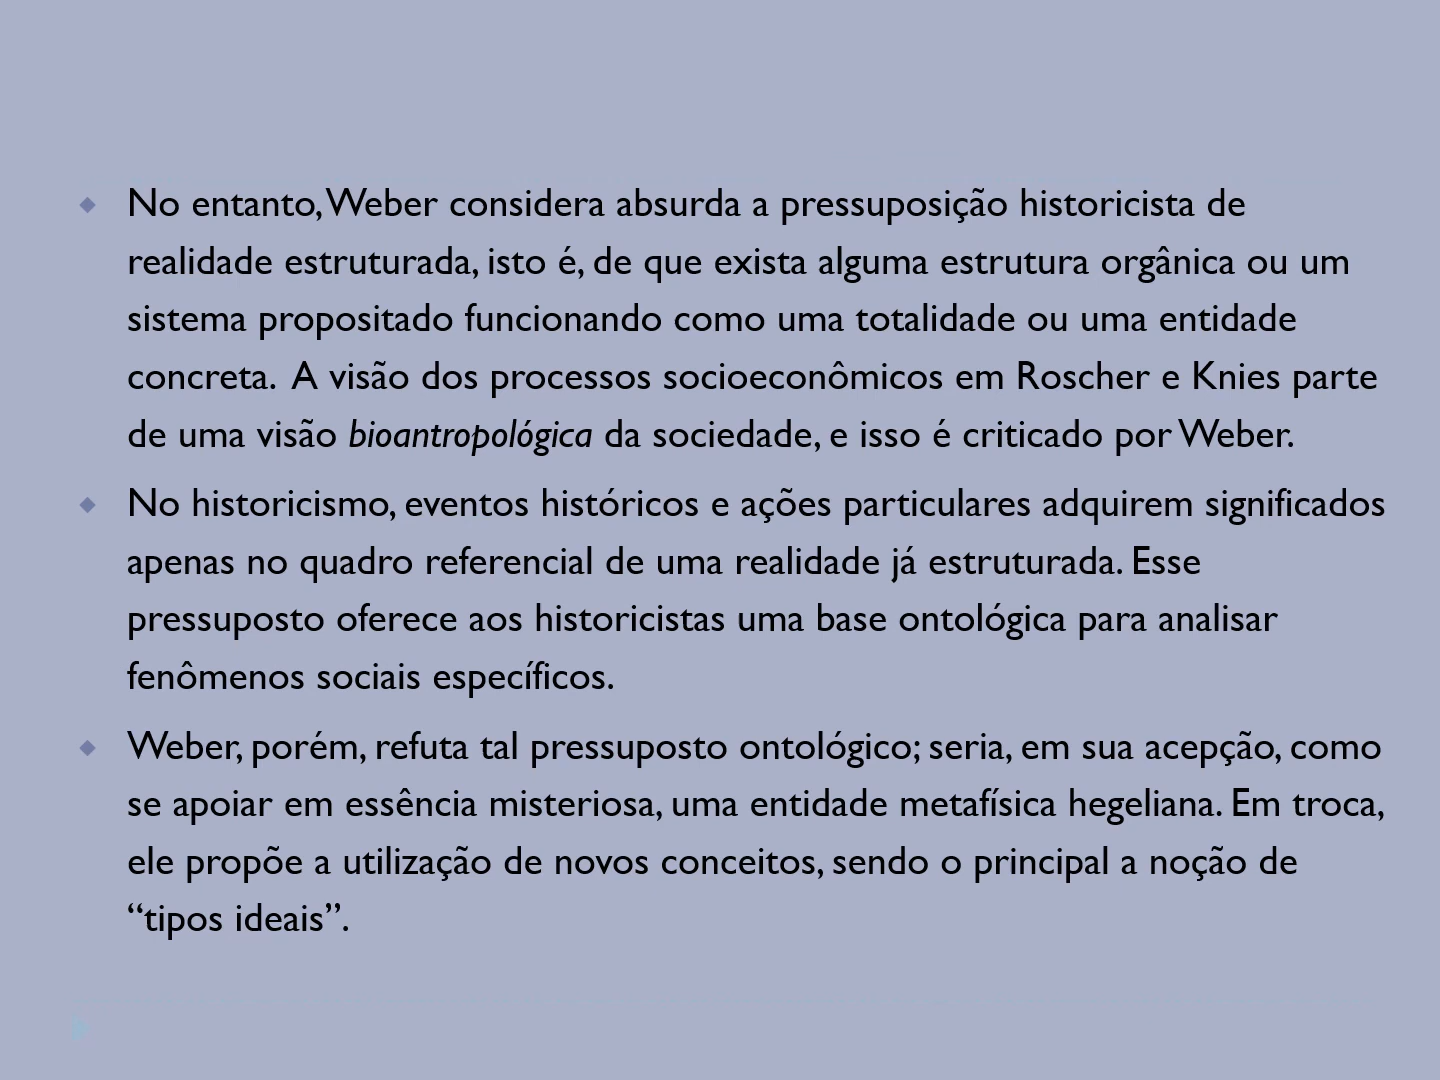 No entanto, Weber considera absurda a pressuposição historicista de
realidade estruturada, isto é, de que exista alguma estrutura orgânica ou um
sistema propositado funcionando como uma totalidade ou uma entidade
concreta. A visão dos processos socioeconômicos em Roscher e Knies parte
de uma visão bioantropológica da sociedade, e isso é criticado por Weber.
No historicismo, eventos históricos e ações particulares adquirem significados
apenas no quadro referencial de uma realidade já estruturada. Esse
pressuposto oferece aos historicistas uma base ontológica para analisar
fenômenos sociais específicos.
Weber, porém, refuta tal pressuposto ontológico; seria, em sua acepção, como
se apoiar em essência misteriosa, uma entidade metafísica hegeliana. Em troca,
ele propõe a utilização de novos conceitos, sendo o principal a noção de
“tipos ideais”.